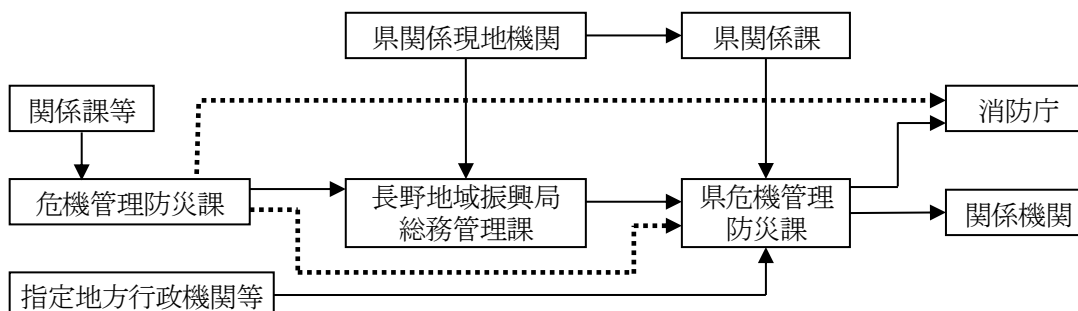 県関係現地機関
県関係課
関係課等
消防庁
危機管理防災課
長野地域振興局
総務管理課
県危機管理
防災課
関係機関
指定地方行政機関等